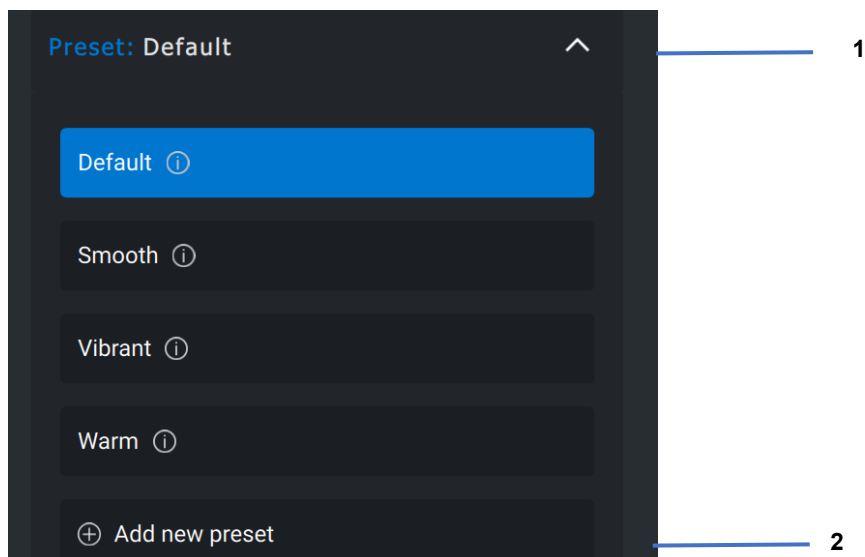 Preset: Default
1
Default
Smooth
Vibrant
Warm
Add new preset
2